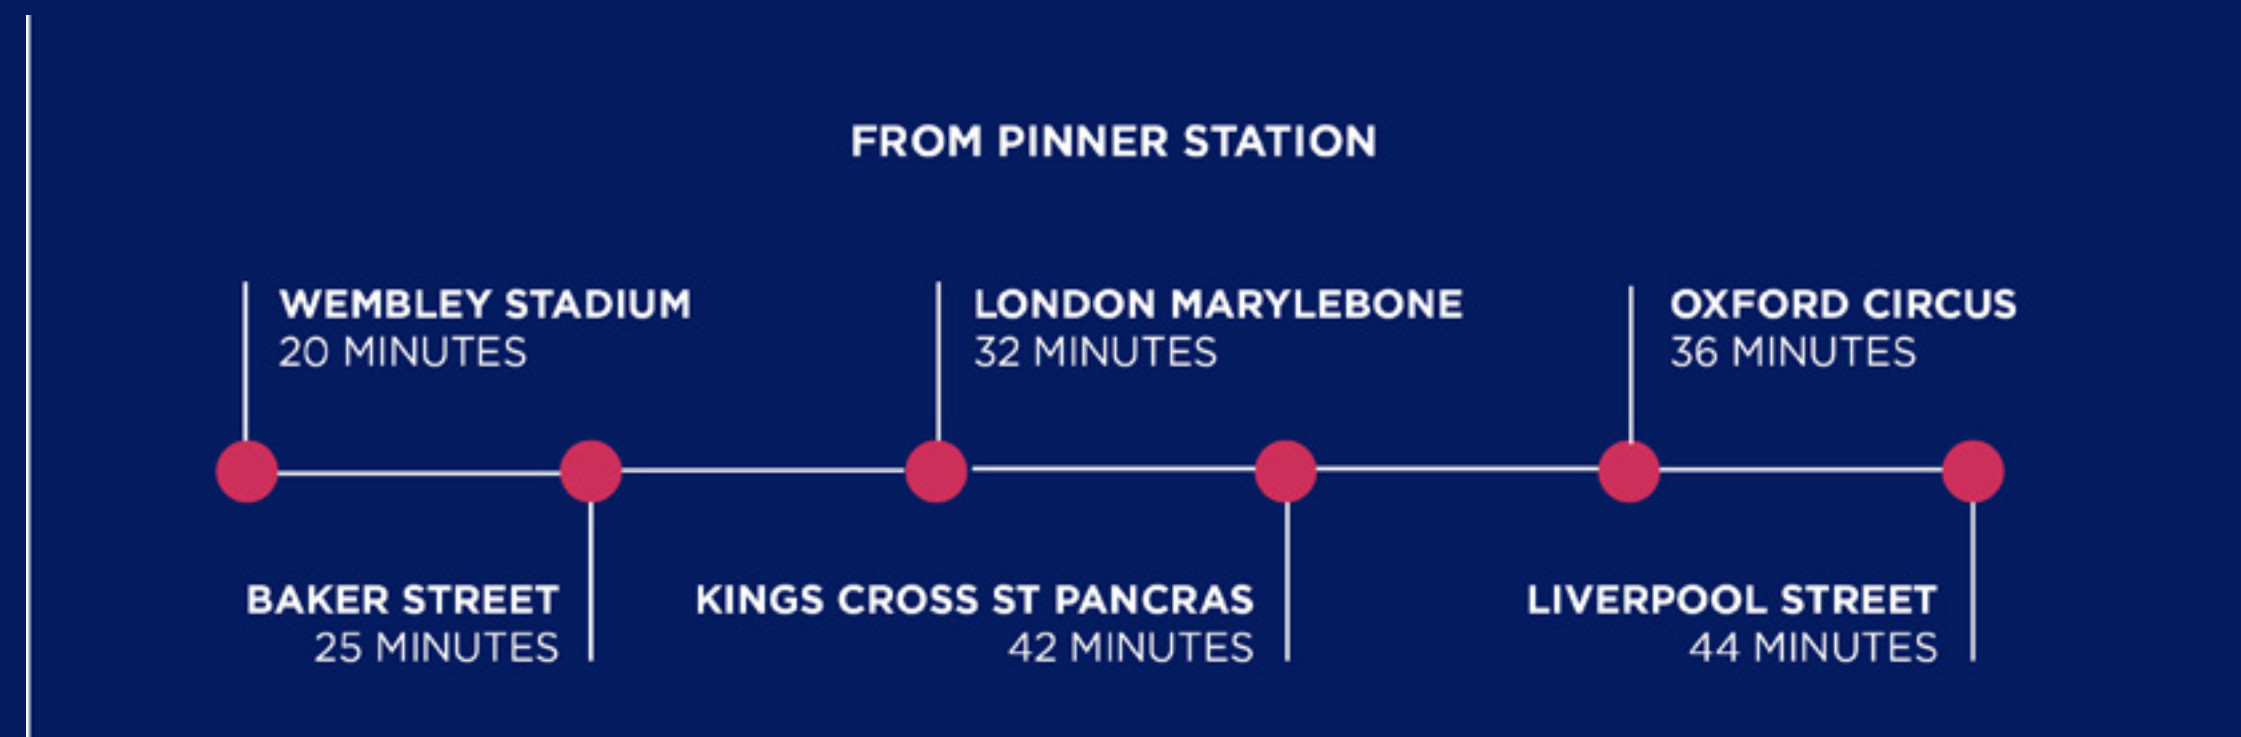 FROM PINNER STATION
WEMBLEY STADIUM
20 MINUTES
BAKER STREET
25 MINUTES
LONDON MARYLEBONE
32 MINUTES
KINGS CROSS ST PANCRAS
42 MINUTES
OXFORD CIRCUS
36 MINUTES
LIVERPOOL STREET
44 MINUTES